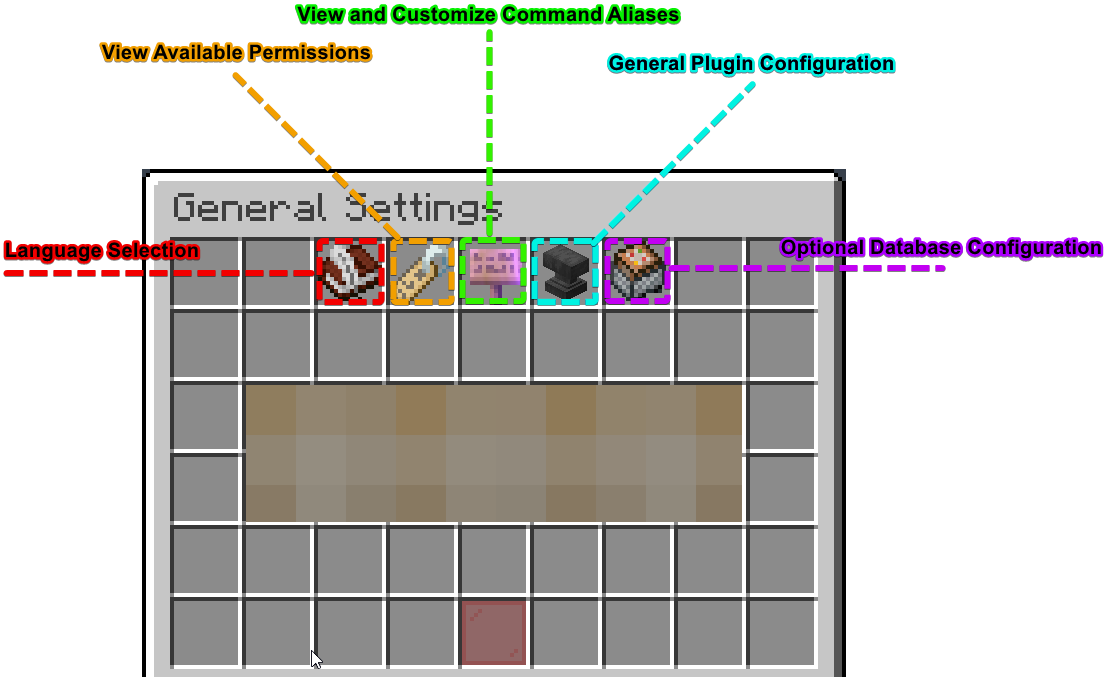 View and Customize Command Aliases
View Available Permissions
General Plugin Configuration
General Settings
Language Selection
Optional Database Configuration